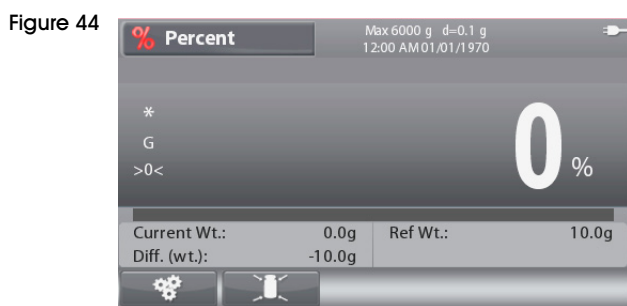 Figure 44
% Percent
Max 6000 g d=0.1 g
12:00 AM 01/01/1970
*
G
>0<
0 %
Current Wt.: 0.0g Ref Wt.: 10.0g
Diff. (wt.): -10.0g